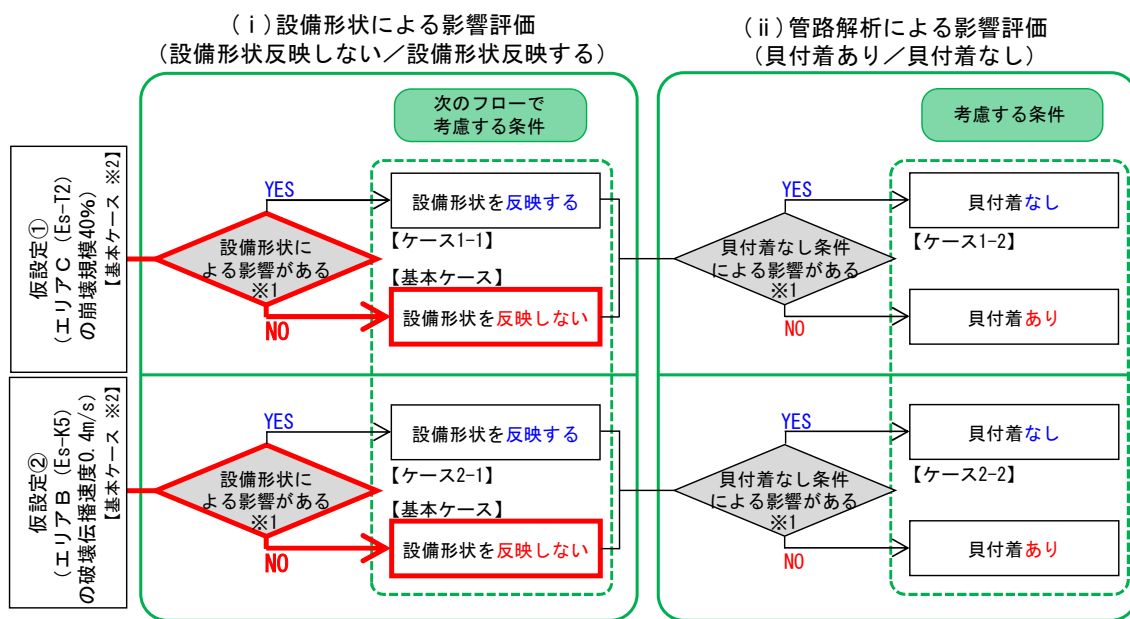 (ⅰ)設備形状による影響評価
(設備形状反映しない/設備形状反映する)
(ⅱ)管路解析による影響評価
(貝付着あり/貝付着なし)
次のフローで
考慮する条件
考慮する条件
仮設定①
(エリアC(Es-T2)
の崩壊規模40%)
【基本ケース ※2】
設備形状に
よる影響がある
※1
YES
設備形状を反映する
【ケース1-1】
【基本ケース】
NO
設備形状を反映しない
貝付着なし条件
による影響がある
※1
YES
貝付着なし
【ケース1-2】
NO
貝付着あり
仮設定②
(エリアB(Es-K5)
の破壊伝播速度0.4m/s)
【基本ケース ※2】
設備形状に
よる影響がある
※1
YES
設備形状を反映する
【ケース2-1】
【基本ケース】
NO
設備形状を反映しない
貝付着なし条件
による影響がある
※1
YES
貝付着なし
【ケース2-2】
NO
貝付着あり